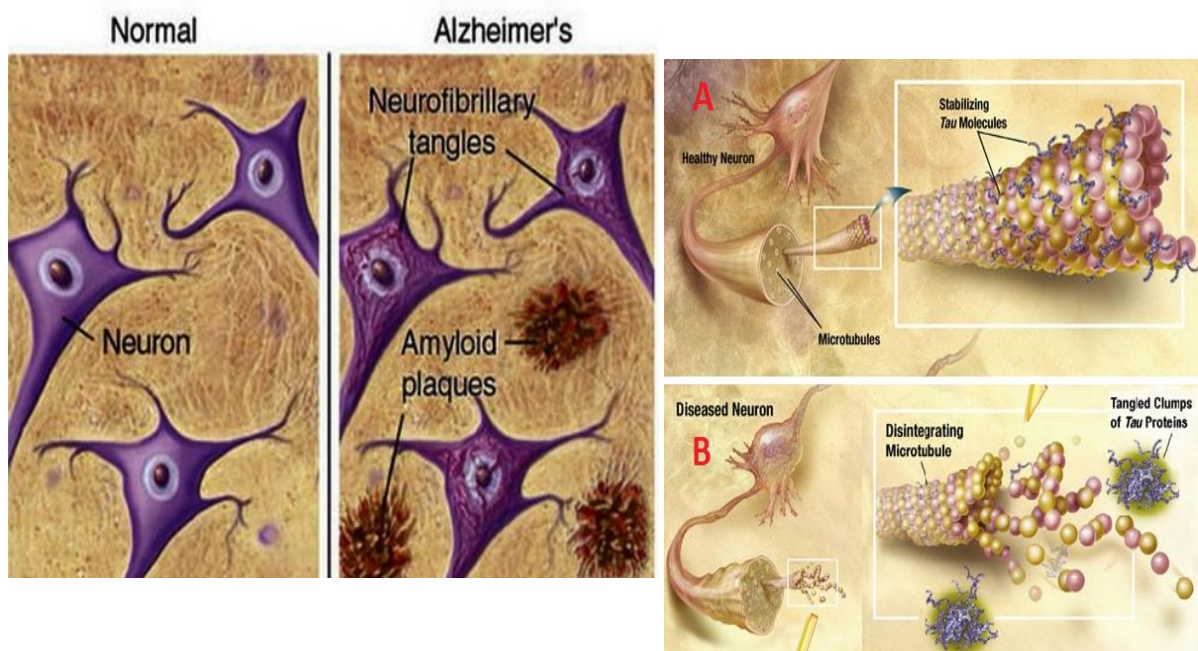 Normal
Alzheimer's
Neurofibrillary
tangles
Neuron
Amyloid
plaques
A
Healthy Neuron
Stabilizing
Tau Molecules
Microtubules
B
Diseased Neuron
Disintegrating
Microtubule
Tangled Clumps
of Tau Proteins